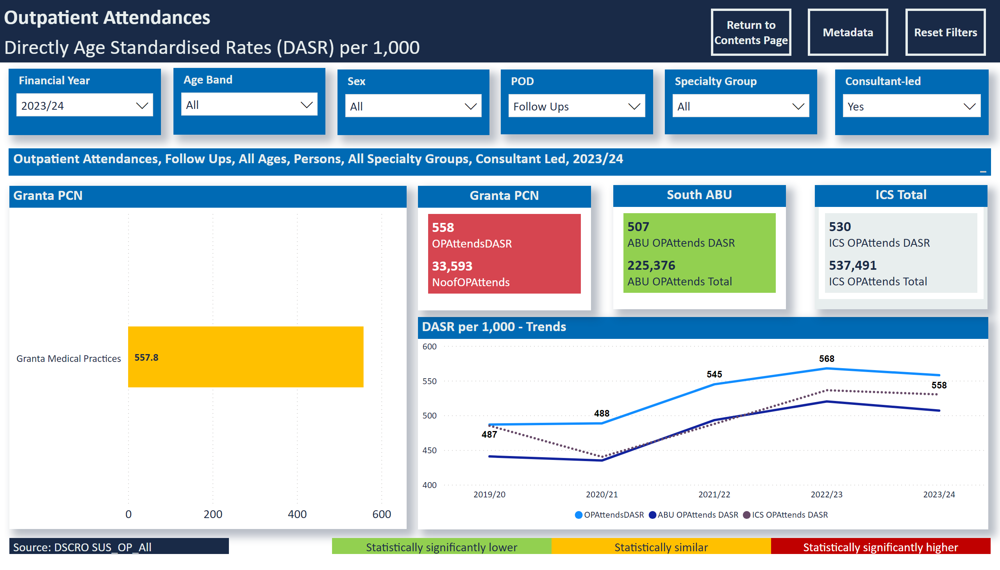 Outpatient Attendances
Directly Age Standardised Rates (DASR) per 1,000
Return to
Contents Page
Metadata
Reset Filters
Financial Year
2023/24
Age Band
All
Sex
All
POD
Follow Ups
Specialty Group
All
Consultant-led
Yes
Outpatient Attendances, Follow Ups, All Ages, Persons, All Specialty Groups, Consultant Led, 2023/24
Granta PCN
Granta Medical Practices
557.8
0
200
400
600
Granta PCN
558
OPAttendsDASR
33,593
NoofOPAttends
South ABU
507
ABU OPAttends DASR
225,376
ABU OPAttends Total
ICS Total
530
ICS OPAttends DASR
537,491
ICS OPAttends Total
DASR per 1,000 - Trends
600
550
500
450
400
487
488
545
568
558
2019/20
2020/21
2021/22
2022/23
2023/24
OPAttendsDASR
ABU OPAttends DASR
ICS OPAttends DASR
Source: DSCRO SUS_OP_All
Statistically significantly lower
Statistically similar
Statistically significantly higher